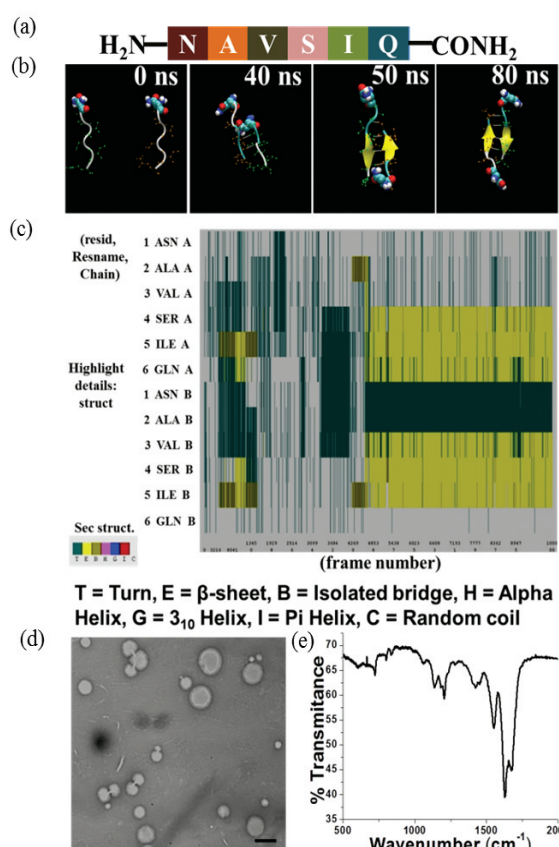 (a)
H₂N N A V S I Q CONH₂
(b)
0 ns 40 ns 50 ns 80 ns
(c)
(resid,
Resname,
Chain)
1 ASN A
2 ALA A
3 VAL A
4 SER A
5 ILE A
Highlight
details:
struct
6 GLN A
1 ASN B
2 ALA B
3 VAL B
4 SER B
5 ILE B
6 GLN B
Sec struct.
T E B H G I C
(frame number)
T = Turn, E = β-sheet, B = Isolated bridge, H = Alpha
Helix, G = 3₁₀ Helix, I = Pi Helix, C = Random coil
(d)
(e)
% Transmitance
70
65
60
55
50
45
40
35
500 1000 1500 200
Wavenumber (cm⁻¹)